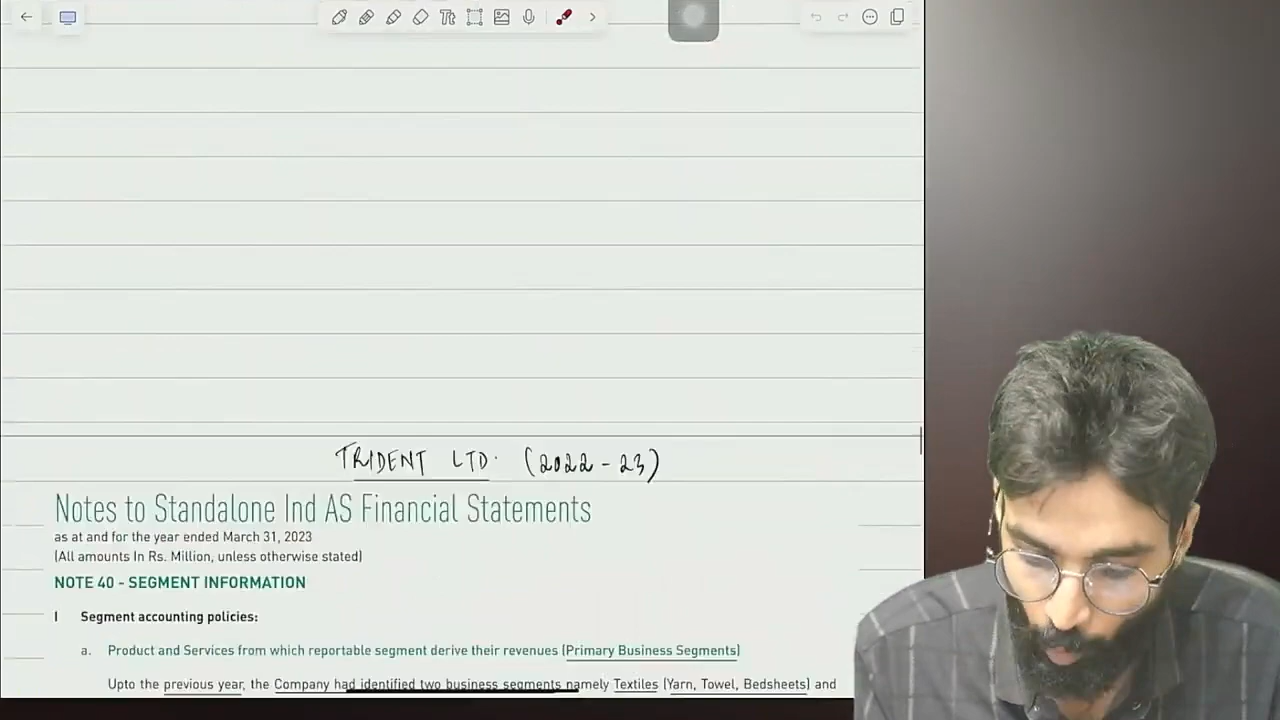 Tt
TRIDENT LTD. (2022-23)
Notes to Standalone Ind AS Financial Statements
as at and for the year ended March 31, 2023
(All amounts In Rs. Million, unless otherwise stated)
NOTE 40 - SEGMENT INFORMATION
I Segment accounting policies:
a. Product and Services from which reportable segment derive their revenues (Primary Business Segments)
Upto the previous year, the Company had identified two business segments namely Textiles (Yarn, Towel, Bedsheets) and